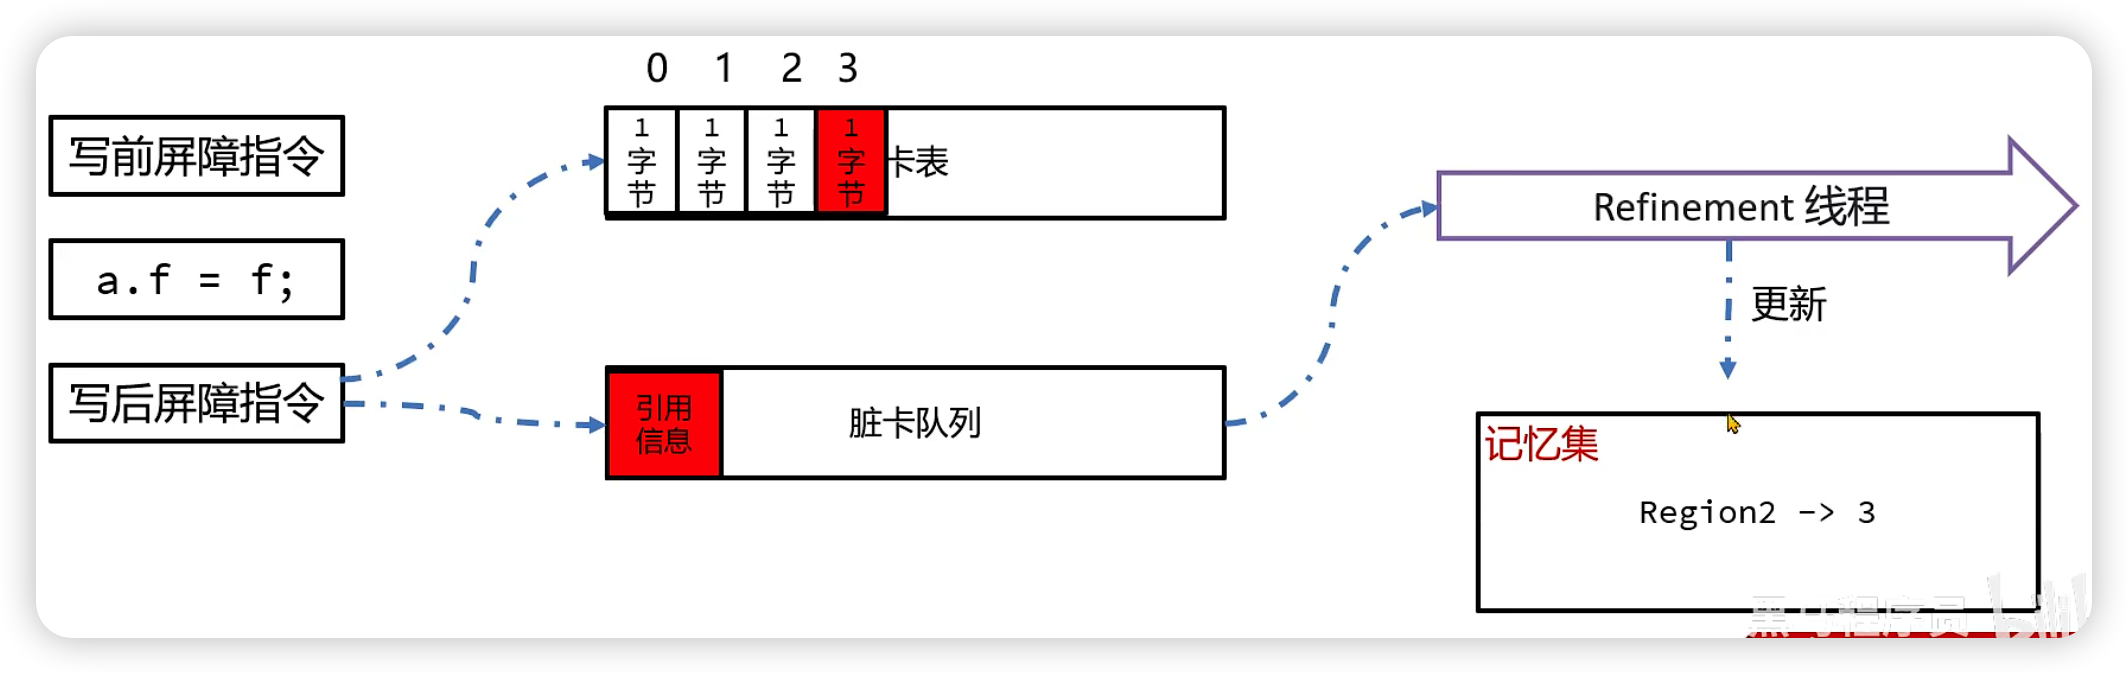 0 1 2 3
写前屏障指令
1字节 1字节 1字节 1字节 卡表
Refinement 线程
a.f = f;
更新
写后屏障指令
引用
信息
脏卡队列
记忆集
Region2 -> 3
黑马程序员 bili